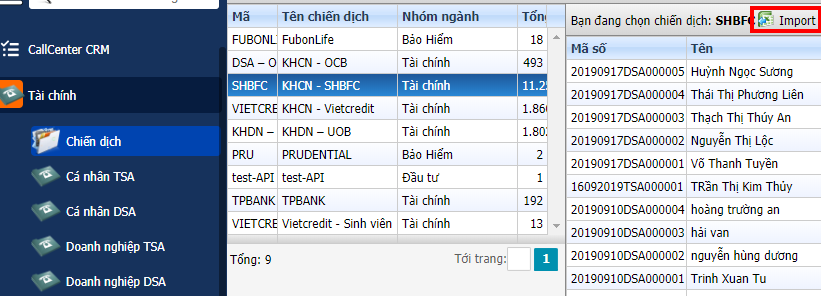 CallCenter CRM
Tài chính
Chiến dịch
Cá nhân TSA
Cá nhân DSA
Doanh nghiệp TSA
Doanh nghiệp DSA
Mã Tên chiến dịch Nhóm ngành Tổng
FUBONL FubonLife Bảo Hiểm 18
DSA – O KHCN - OCB Tài chính 493
SHBFC KHCN - SHBFC Tài chính 11.25
VIETCRE KHCN - Vietcredit Tài chính 1.860
KHDN – KHDN – UOB Tài chính 1.802
PRU PRUDENTIAL Bảo Hiểm 2
test-API test-API Đầu tư 1
TPBANK TPBANK Tài chính 192
VIETCRE Vietcredit - Sinh viên Tài chính 13
Tổng: 9 Tới trang: 1
Bạn đang chọn chiến dịch: SHBFC Import
Mã số Tên
20190917DSA000005 Huỳnh Ngọc Sương
20190917DSA000004 Thái Thị Phương Liên
20190917DSA000003 Thạch Thị Thúy An
20190917DSA000002 Nguyễn Thị Lộc
20190917DSA000001 Võ Thanh Tuyền
16092019TSA000001 TRần Thị Kim Thủy
20190910DSA000004 hoàng trường an
20190910DSA000003 hải van
20190910DSA000002 nguyễn hùng dương
20190910DSA000001 Trinh Xuan Tu